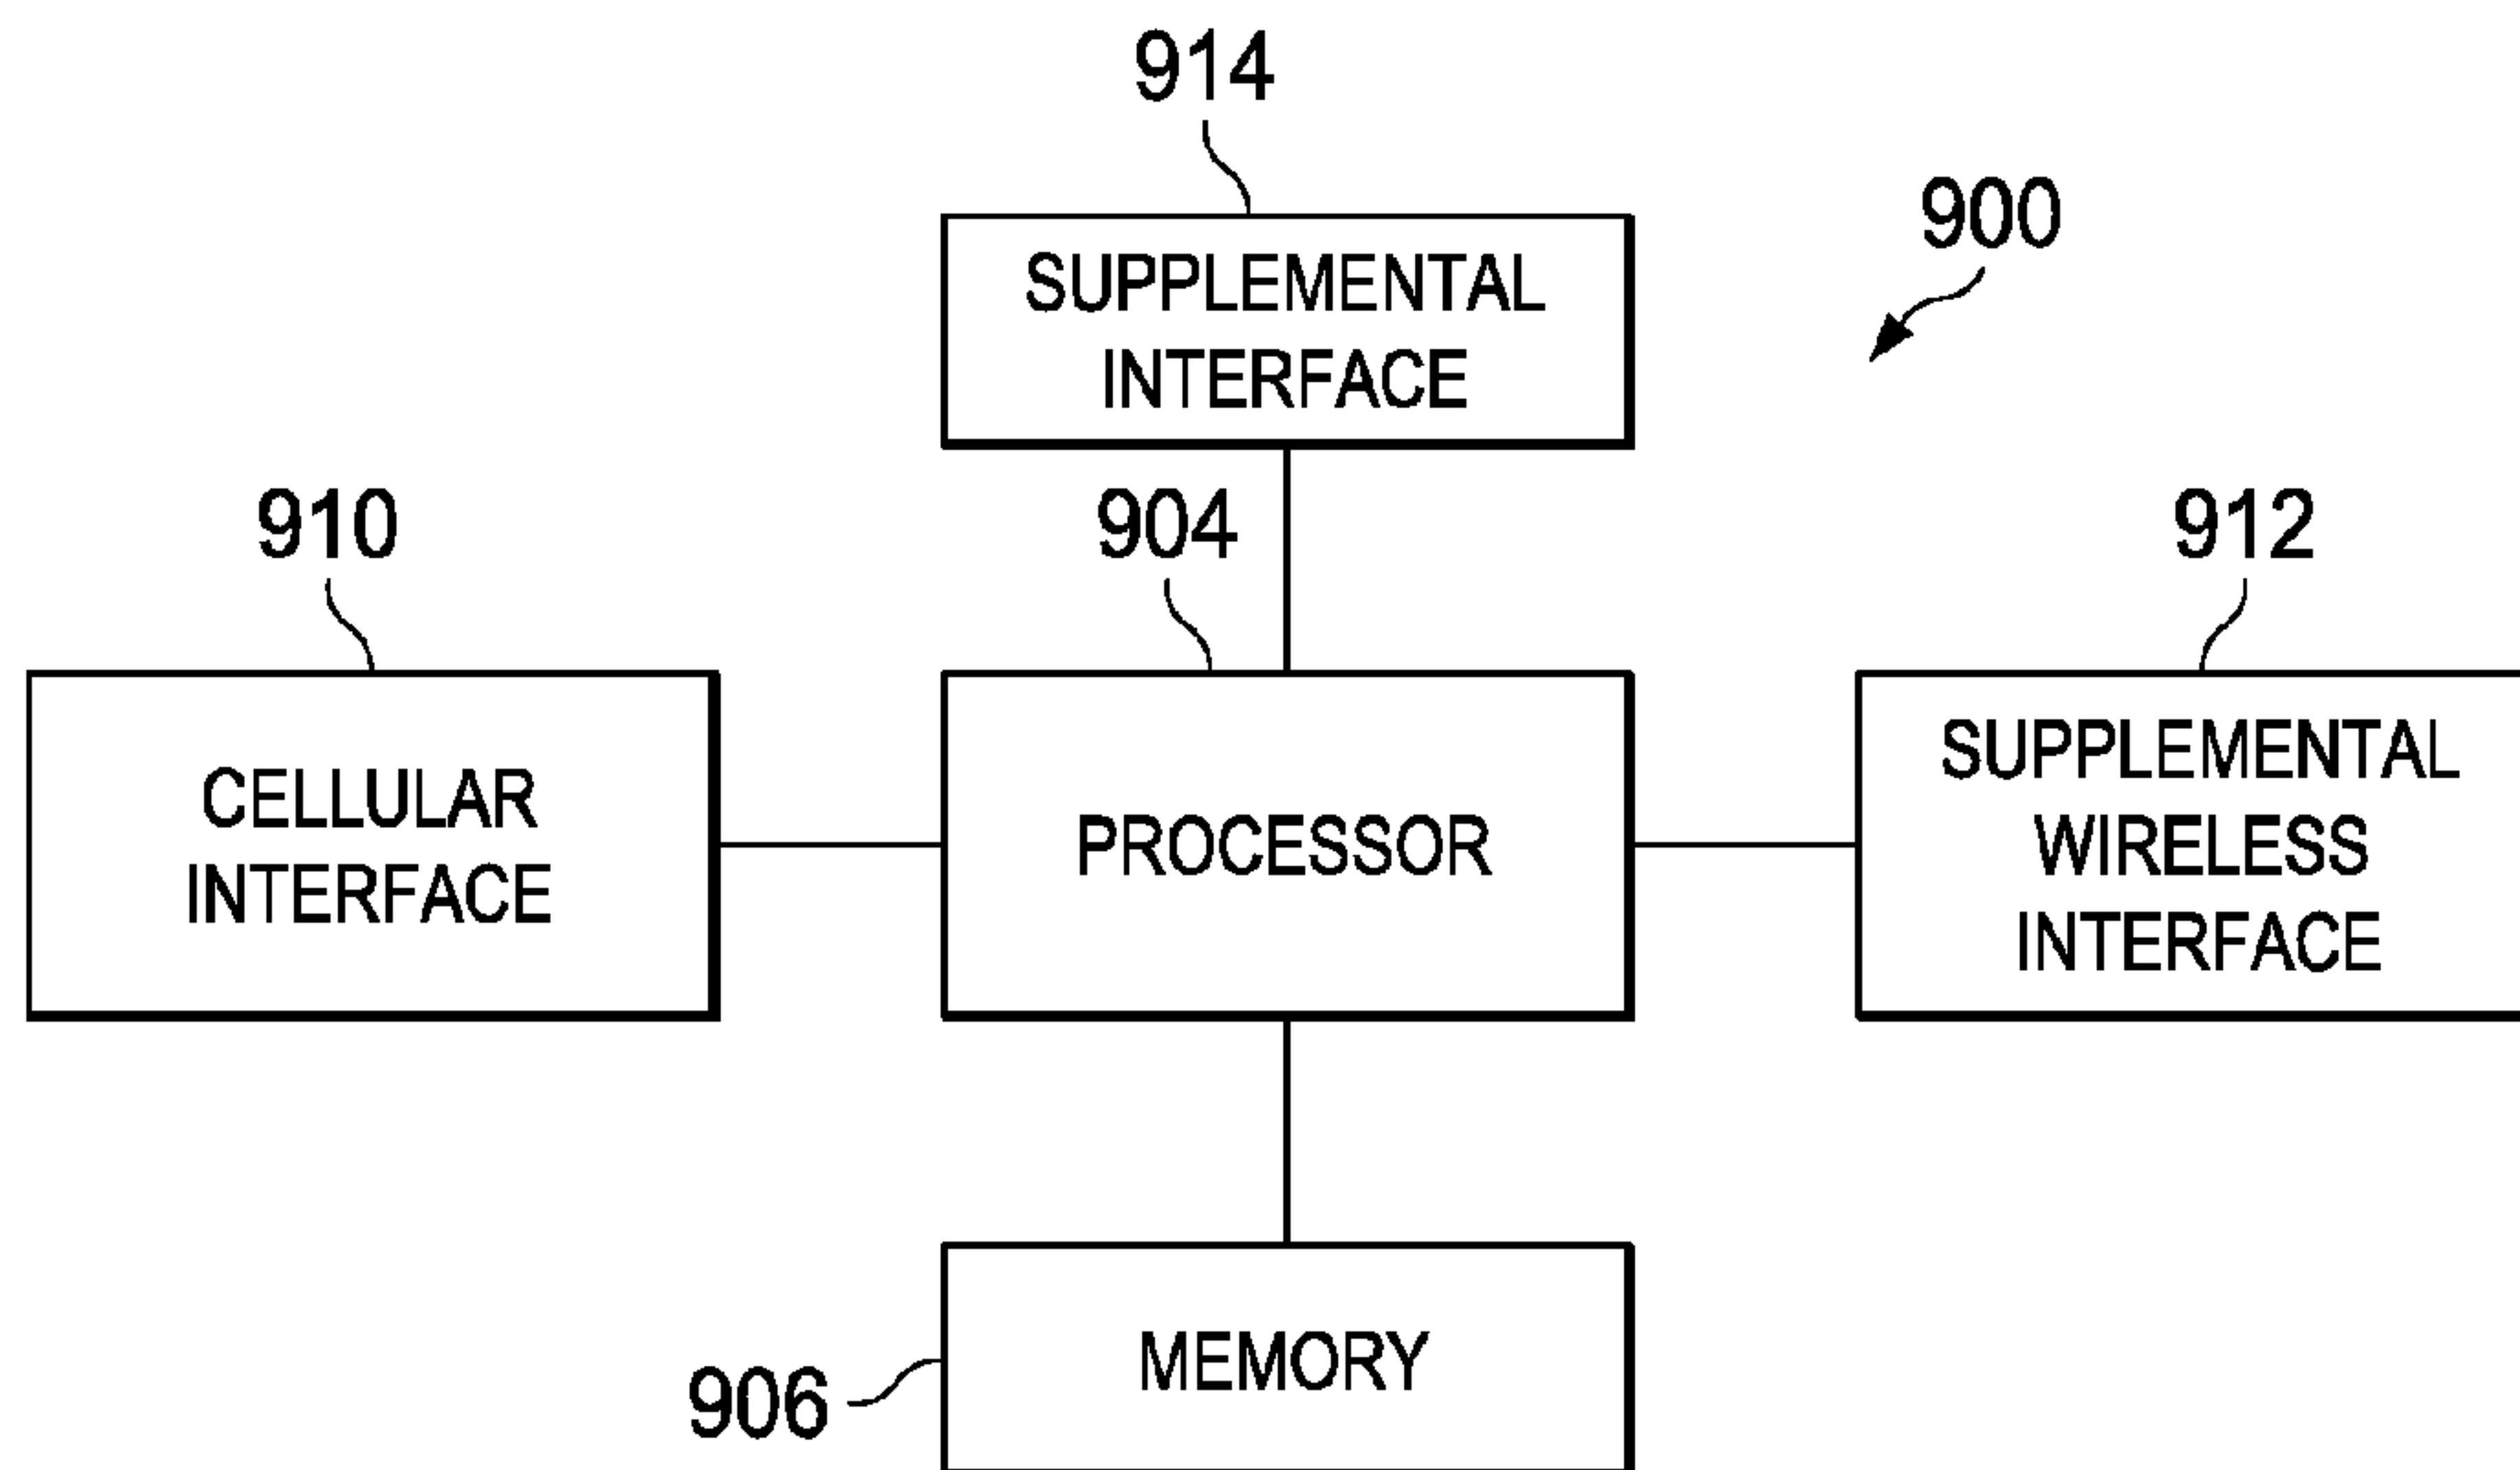 914
900
SUPPLEMENTAL
INTERFACE
910
904
912
CELLULAR
INTERFACE
PROCESSOR
SUPPLEMENTAL
WIRELESS
INTERFACE
906
MEMORY